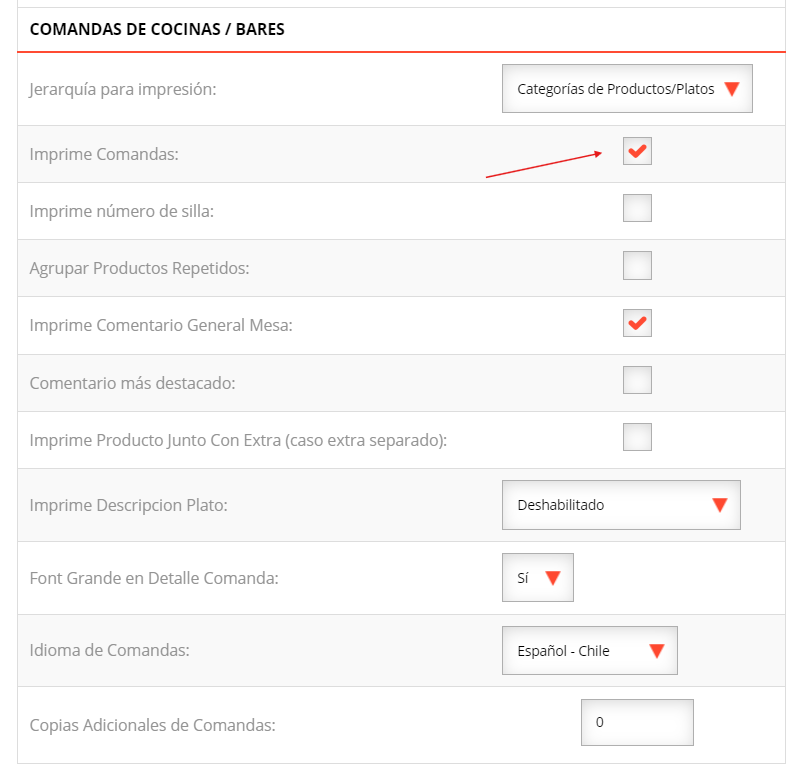 COMANDAS DE COCINAS / BARES
Jerarquía para impresión: Categorías de Productos/Platos
Imprime Comandas:
Imprime número de silla:
Agrupar Productos Repetidos:
Imprime Comentario General Mesa:
Comentario más destacado:
Imprime Producto Junto Con Extra (caso extra separado):
Imprime Descripcion Plato: Deshabilitado
Font Grande en Detalle Comanda: Sí
Idioma de Comandas: Español - Chile
Copias Adicionales de Comandas: 0